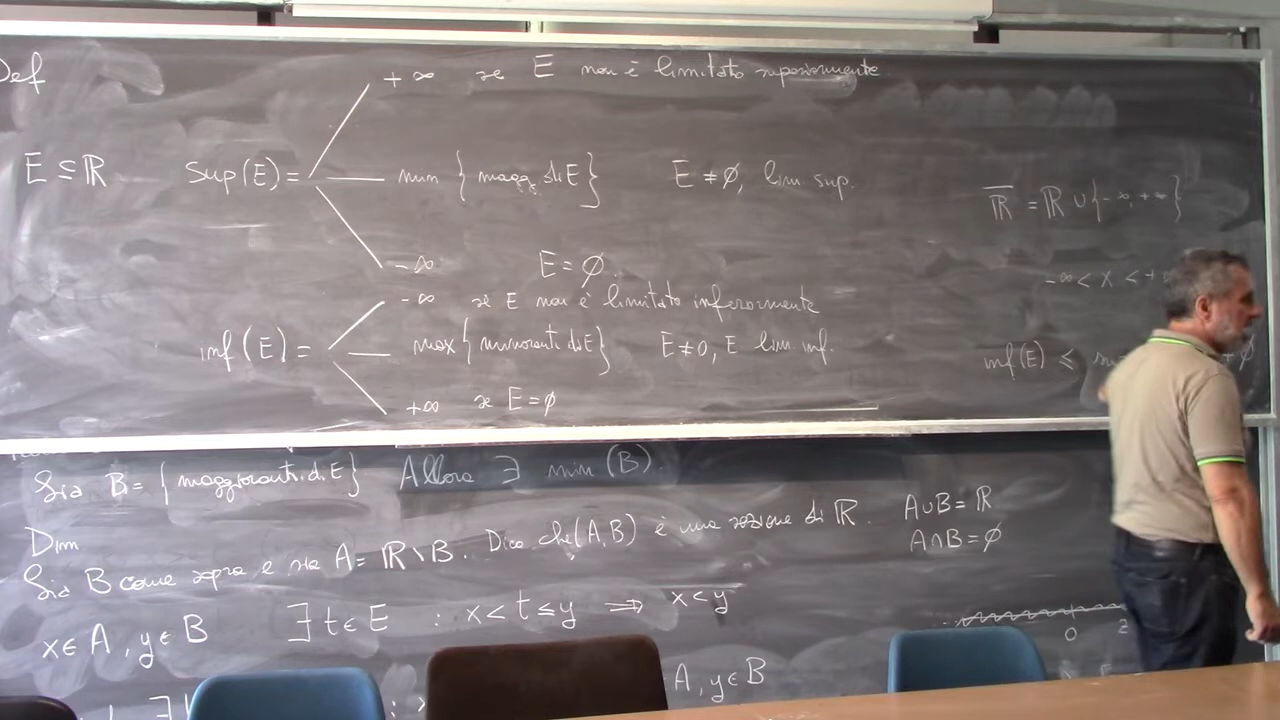 Def
+∞ se E non è limitato superiormente
E ⊆ ℝ Sup(E) = min {magg. di E} E ≠ ∅, lim sup.
-∞ E = ∅.
-∞ se E non è limitato inferiormente
inf(E) = max {minoranti di E} E ≠ ∅, E lim inf.
+∞ se E = ∅
ℝ̅ = ℝ ∪ {-∞, +∞}
-∞ < x < +
inf(E) ≤ ≠ ∅
Sia B = {maggioranti di E} Allora ∃ min (B).
Dim
Sia B come sopra e sia A = ℝ \ B. Dico che (A, B) è una sezione di ℝ. A∪B = ℝ
A∩B = ∅
x ∈ A, y ∈ B ∃ t ∈ E : x < t ≤ y ⟹ x < y
0 2
A, y ∈ B